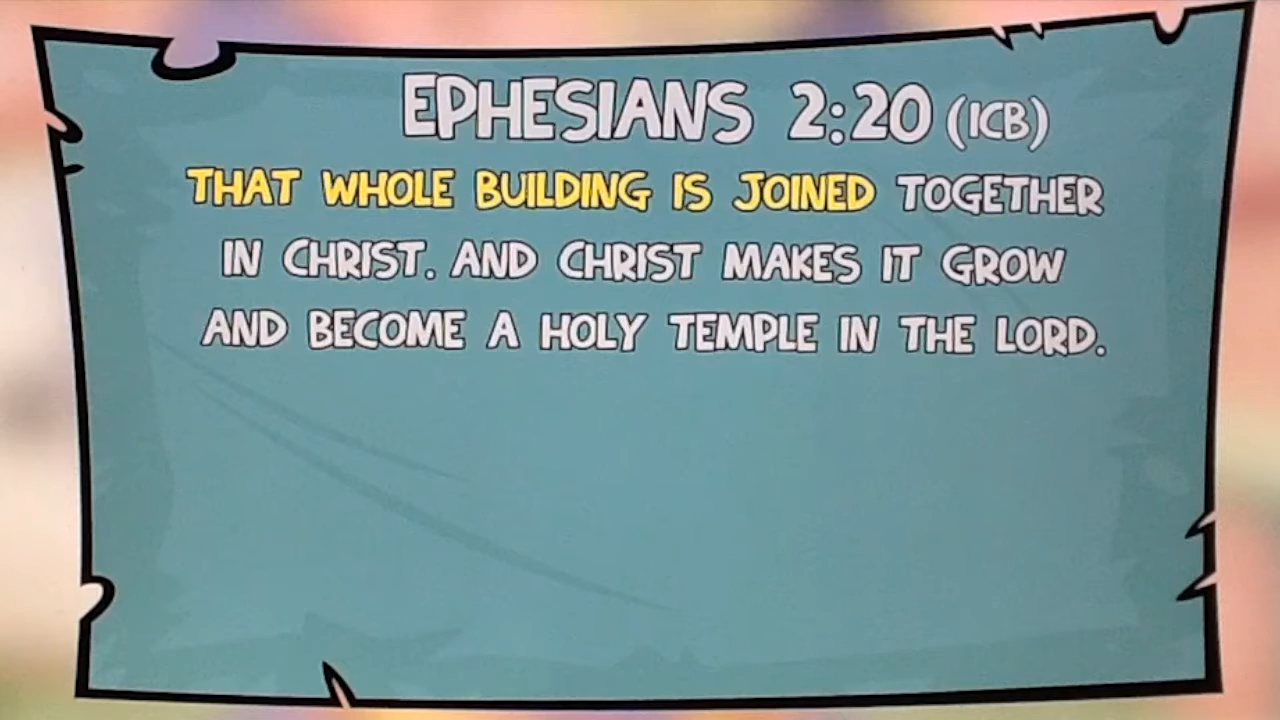 EPHESIANS 2:20 (ICB)
THAT WHOLE BUILDING IS JOINED TOGETHER
IN CHRIST. AND CHRIST MAKES IT GROW
AND BECOME A HOLY TEMPLE IN THE LORD.